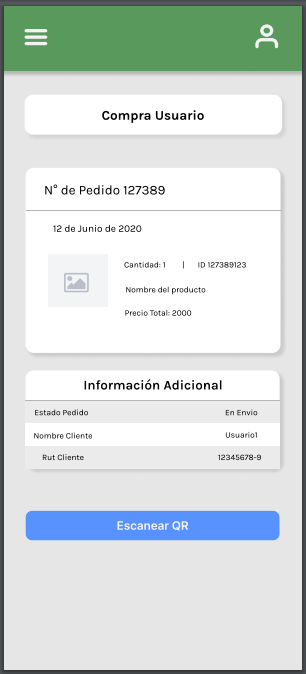 Compra Usuario
N° de Pedido 127389
12 de Junio de 2020
Cantidad: 1 | ID 127389123
Nombre del producto
Precio Total: 2000
Información Adicional
Estado Pedido En Envio
Nombre Cliente Usuario1
Rut Cliente 12345678-9
Escanear QR